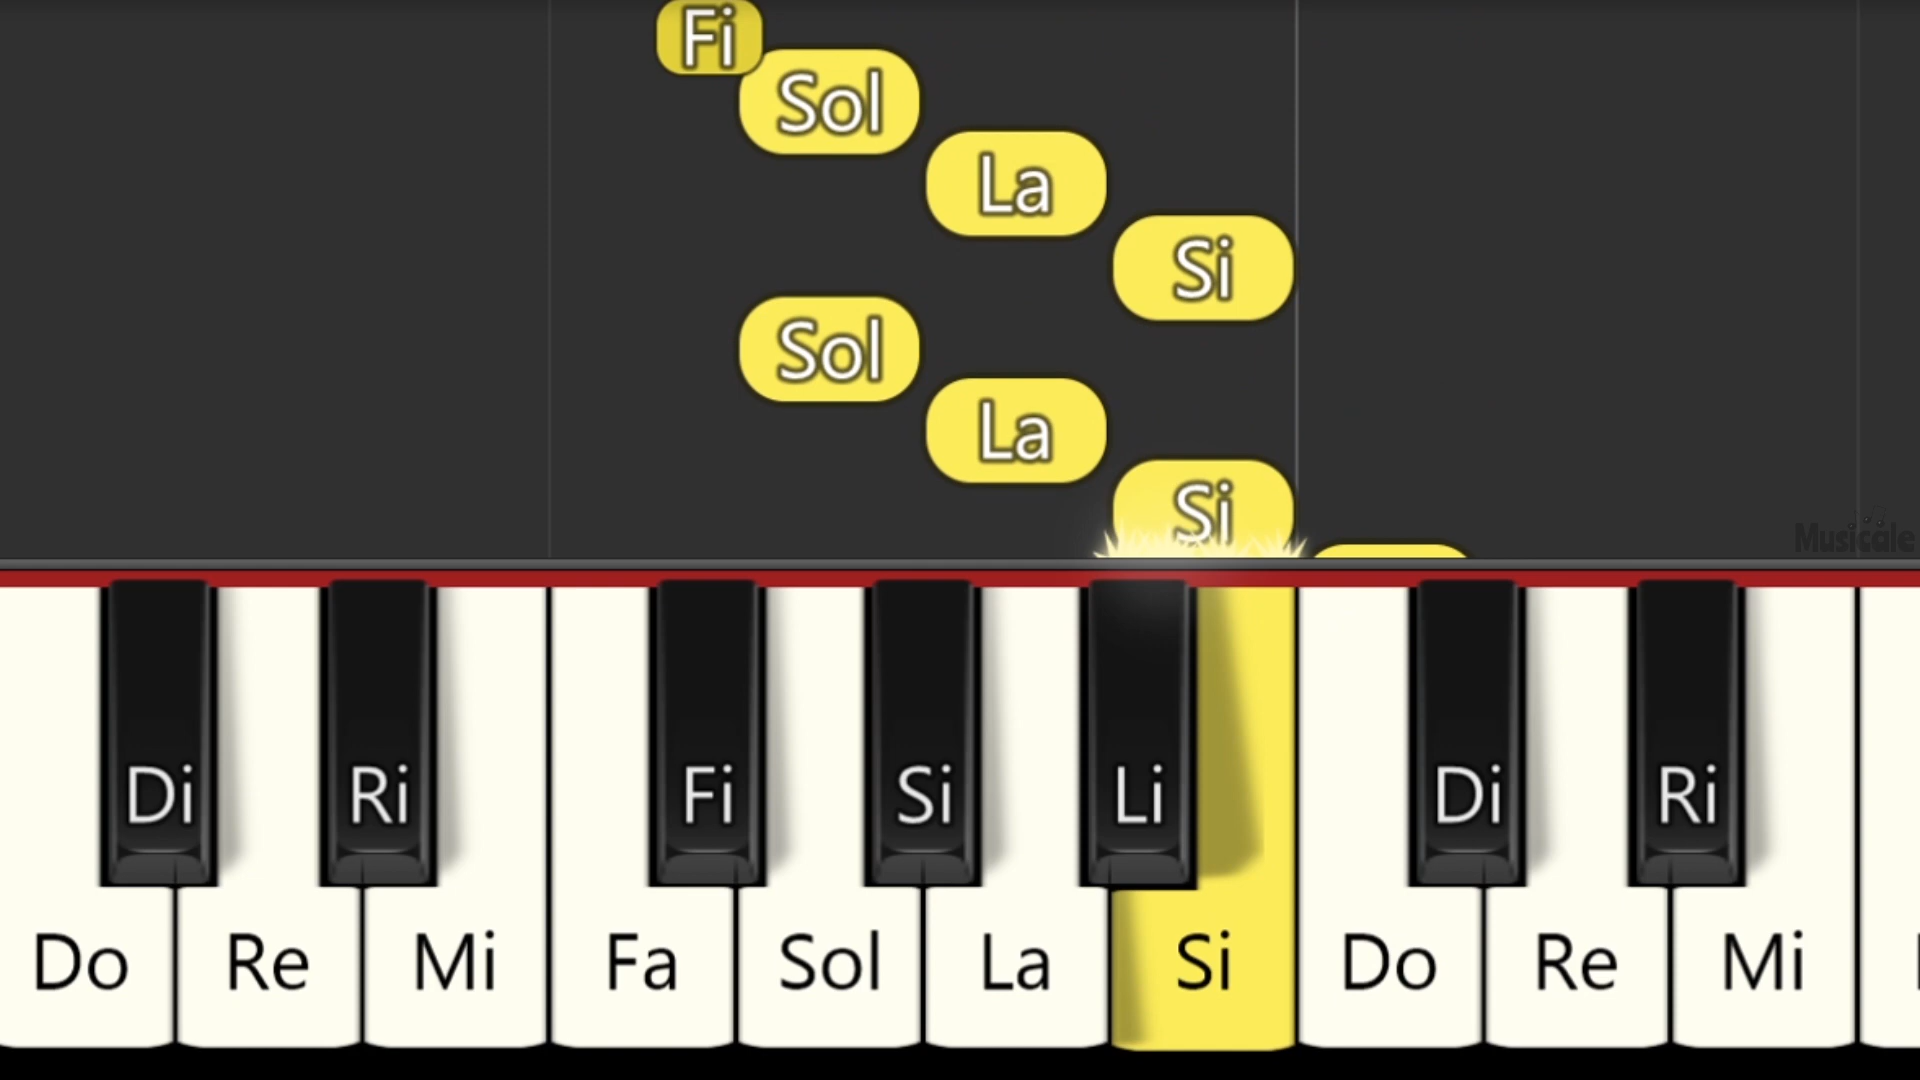 Fi
Sol
La
Si
Sol
La
Si
Musicale
Di Ri Fi Si Li Di Ri
Do Re Mi Fa Sol La Si Do Re Mi